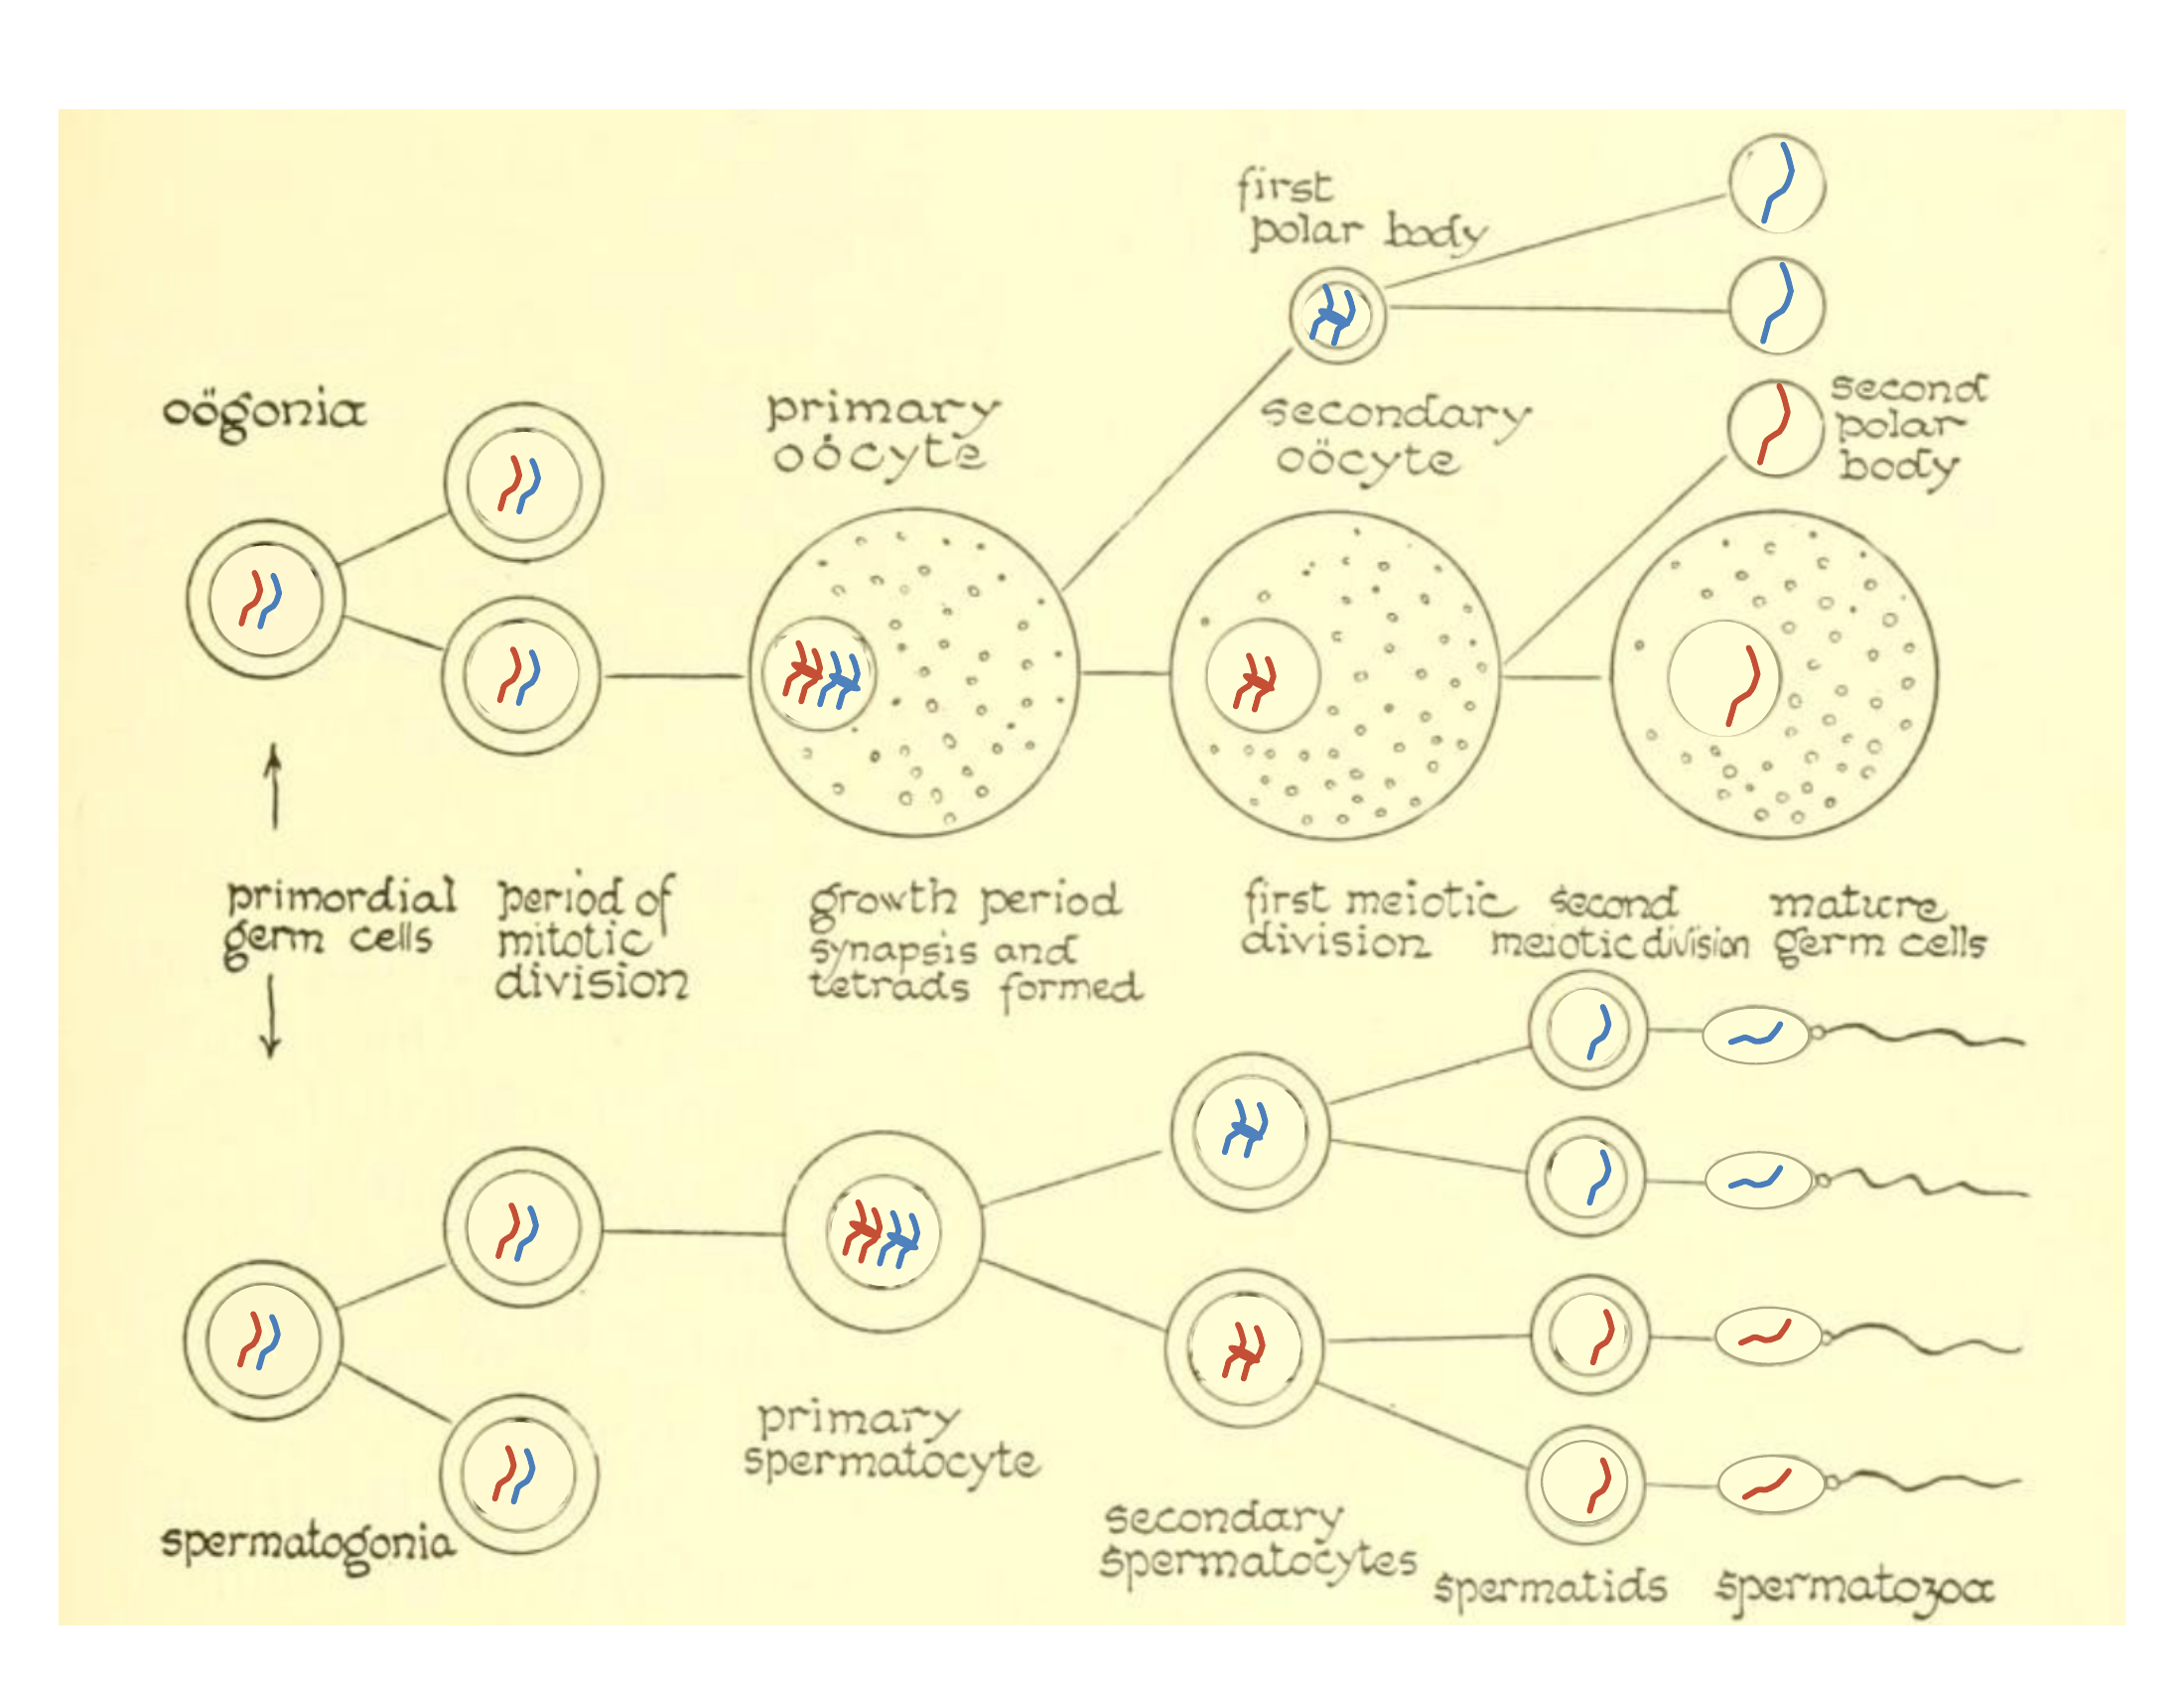 first
polar body
oögonia
primary
oöcyte
secondary
oöcyte
second
polar
body
primordial
germ cells
period of
mitotic
division
growth period
synapsis and
tetrads formed
first meiotic
division
second
meiotic division
mature
germ cells
primary
spermatocyte
spermatogonia
secondary
spermatocytes
spermatids
spermatozoa